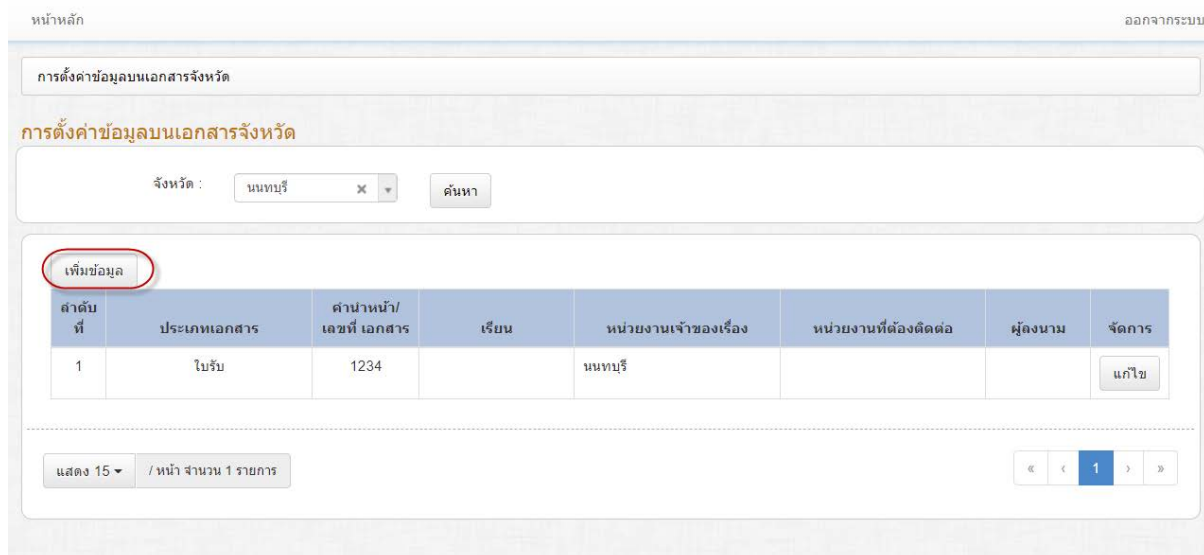 หน้าหลัก ออกจากระบบ
การตั้งค่าข้อมูลบนเอกสารจังหวัด
การตั้งค่าข้อมูลบนเอกสารจังหวัด
จังหวัด : นนทบุรี × ค้นหา
เพิ่มข้อมูล
ลำดับที่ ประเภทเอกสาร คำนำหน้า/เลขที่ เอกสาร เรียน หน่วยงานเจ้าของเรื่อง หน่วยงานที่ต้องติดต่อ ผู้ลงนาม จัดการ
1 ใบรับ 1234 นนทบุรี แก้ไข
แสดง 15 / หน้า จำนวน 1 รายการ « ‹ 1 › »